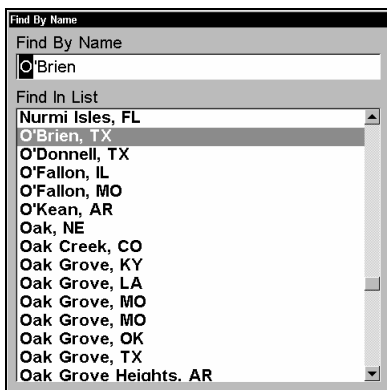 Find By Name
Find By Name
O'Brien
Find In List
Nurmi Isles, FL
O'Brien, TX
O'Donnell, TX
O'Fallon, IL
O'Fallon, MO
O'Kean, AR
Oak, NE
Oak Creek, CO
Oak Grove, KY
Oak Grove, LA
Oak Grove, MO
Oak Grove, MO
Oak Grove, OK
Oak Grove, TX
Oak Grove Heights, AR